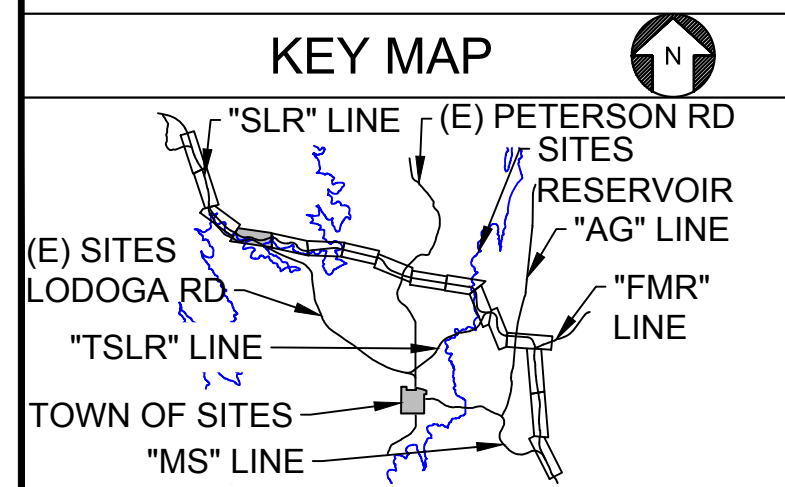 KEY MAP
N
"SLR" LINE
(E) PETERSON RD
SITES
RESERVOIR
"AG" LINE
(E) SITES
LODOGA RD
"FMR"
LINE
"TSLR" LINE
TOWN OF SITES
"MS" LINE